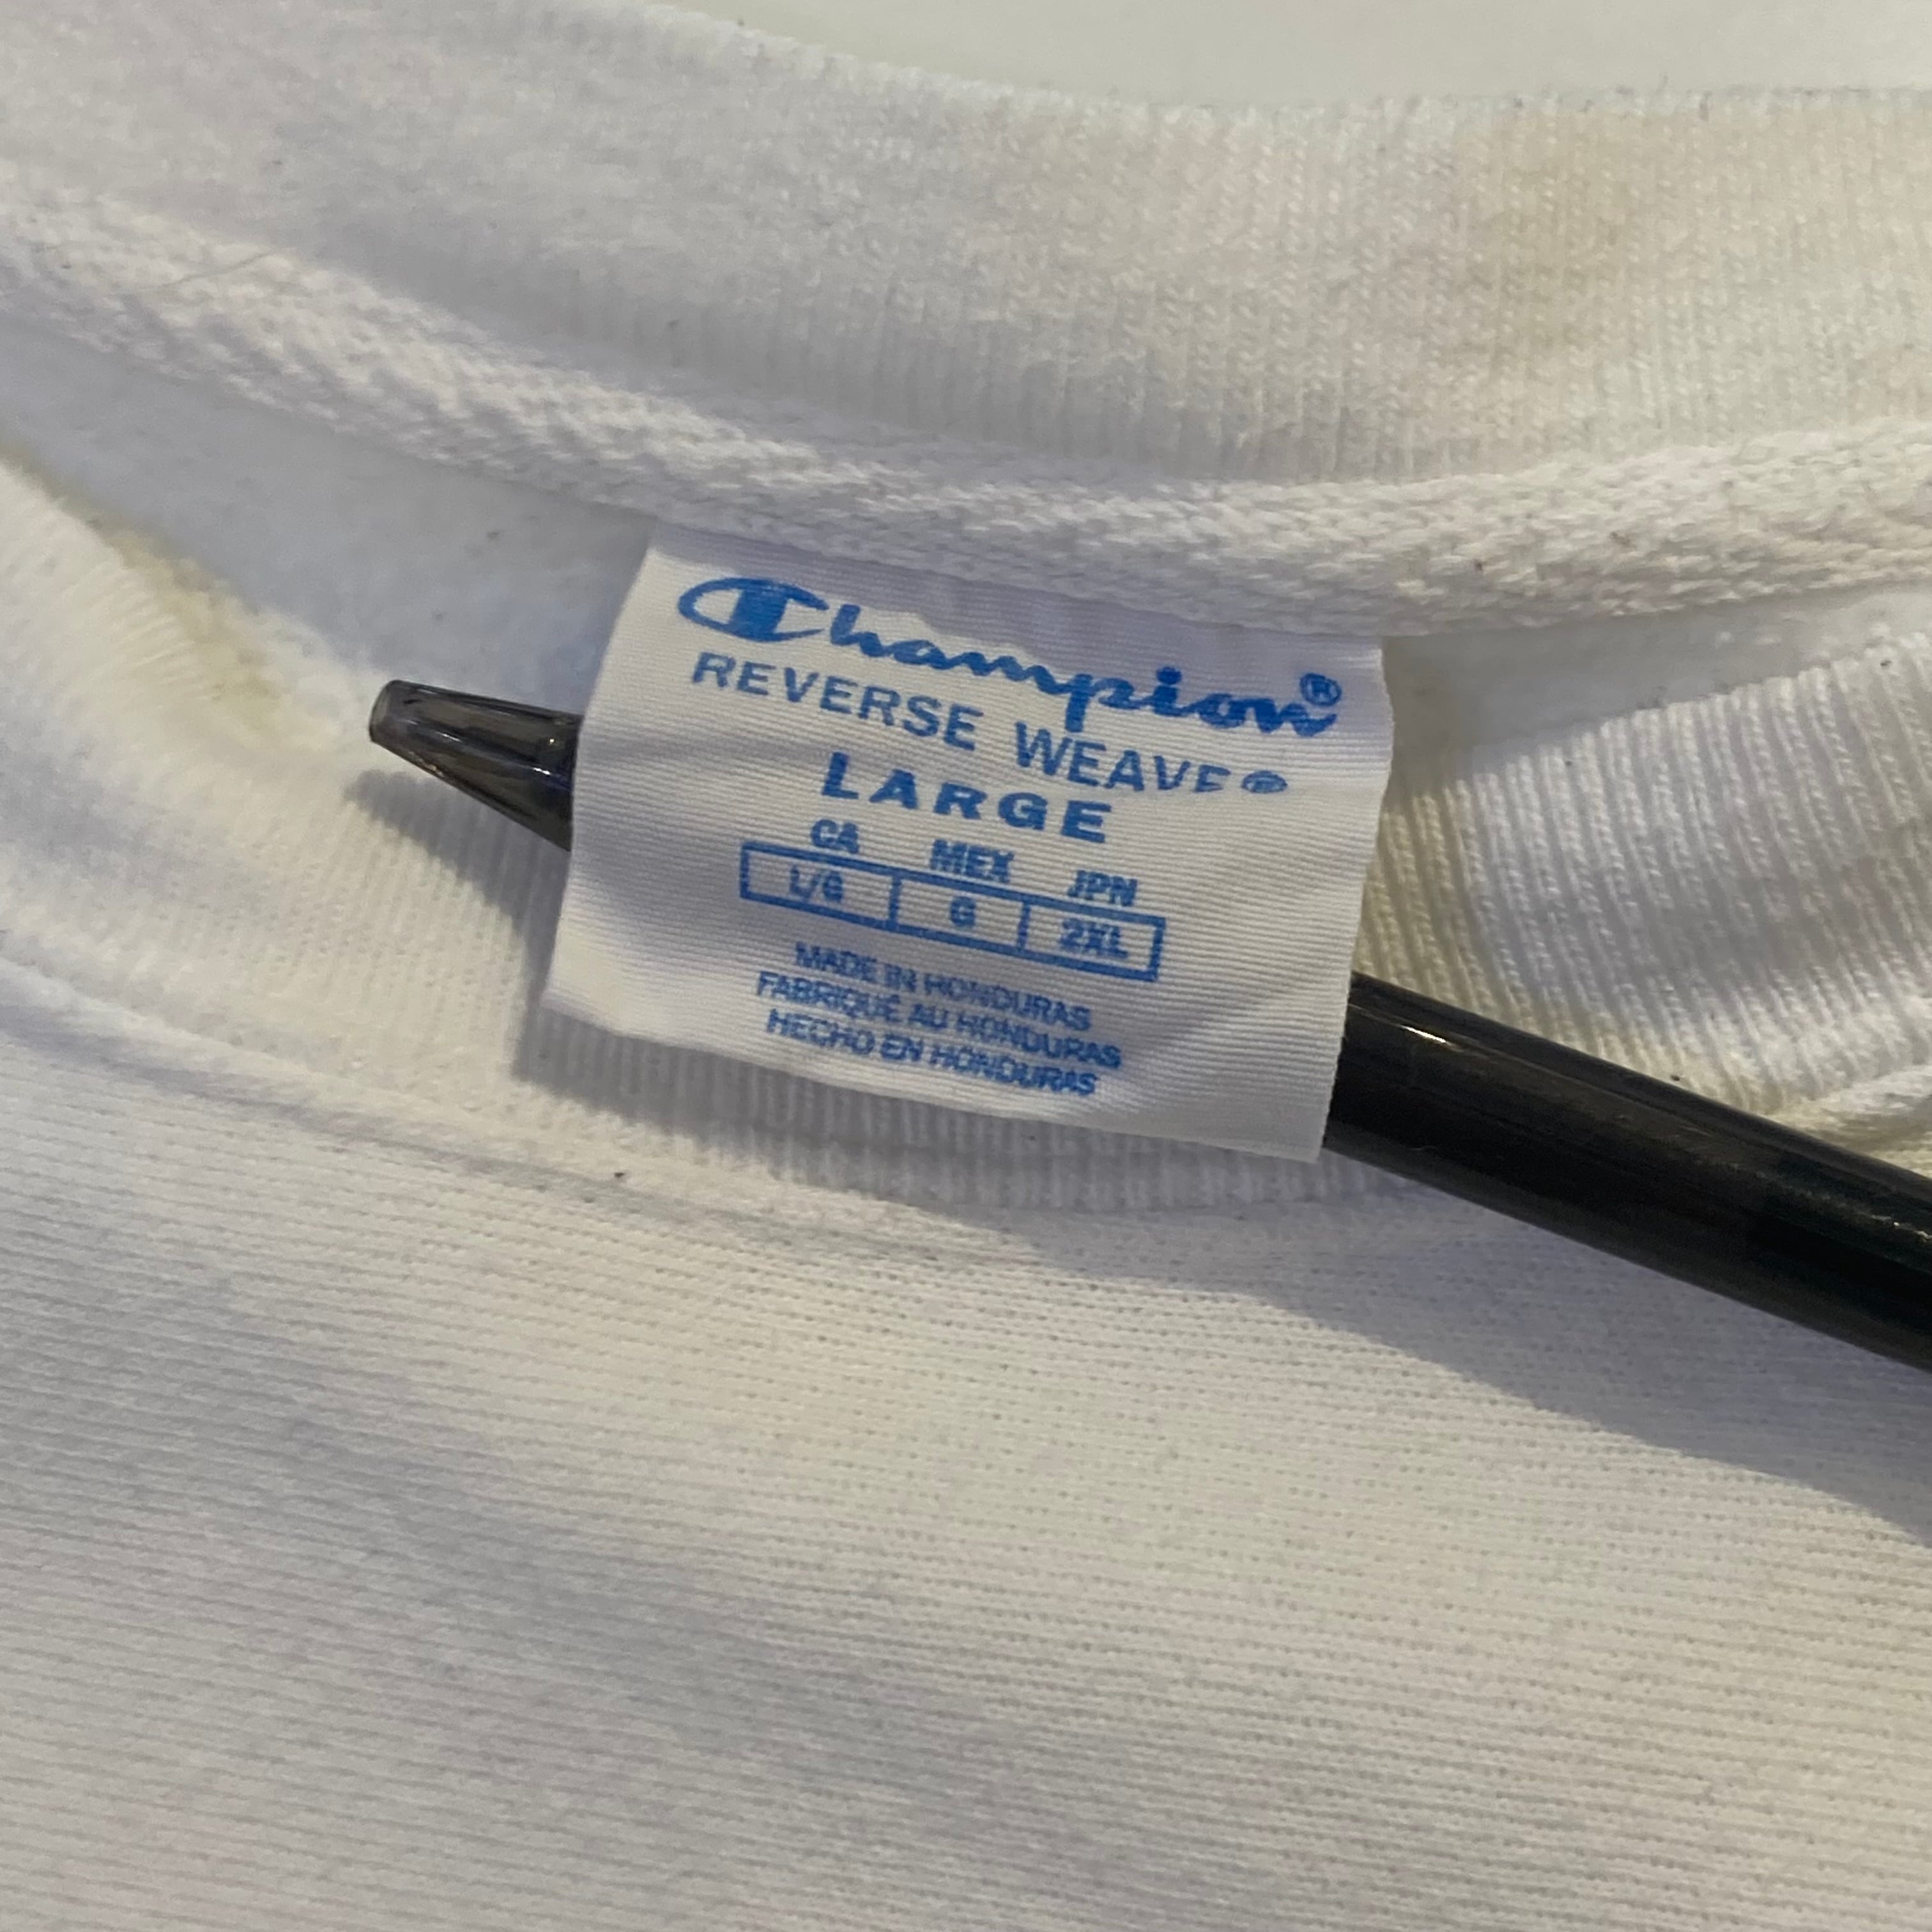 Champion®
REVERSE WEAVE®
LARGE
CA MEX JPN
L/G G 2XL
MADE IN HONDURAS
FABRIQUÉ AU HONDURAS
HECHO EN HONDURAS